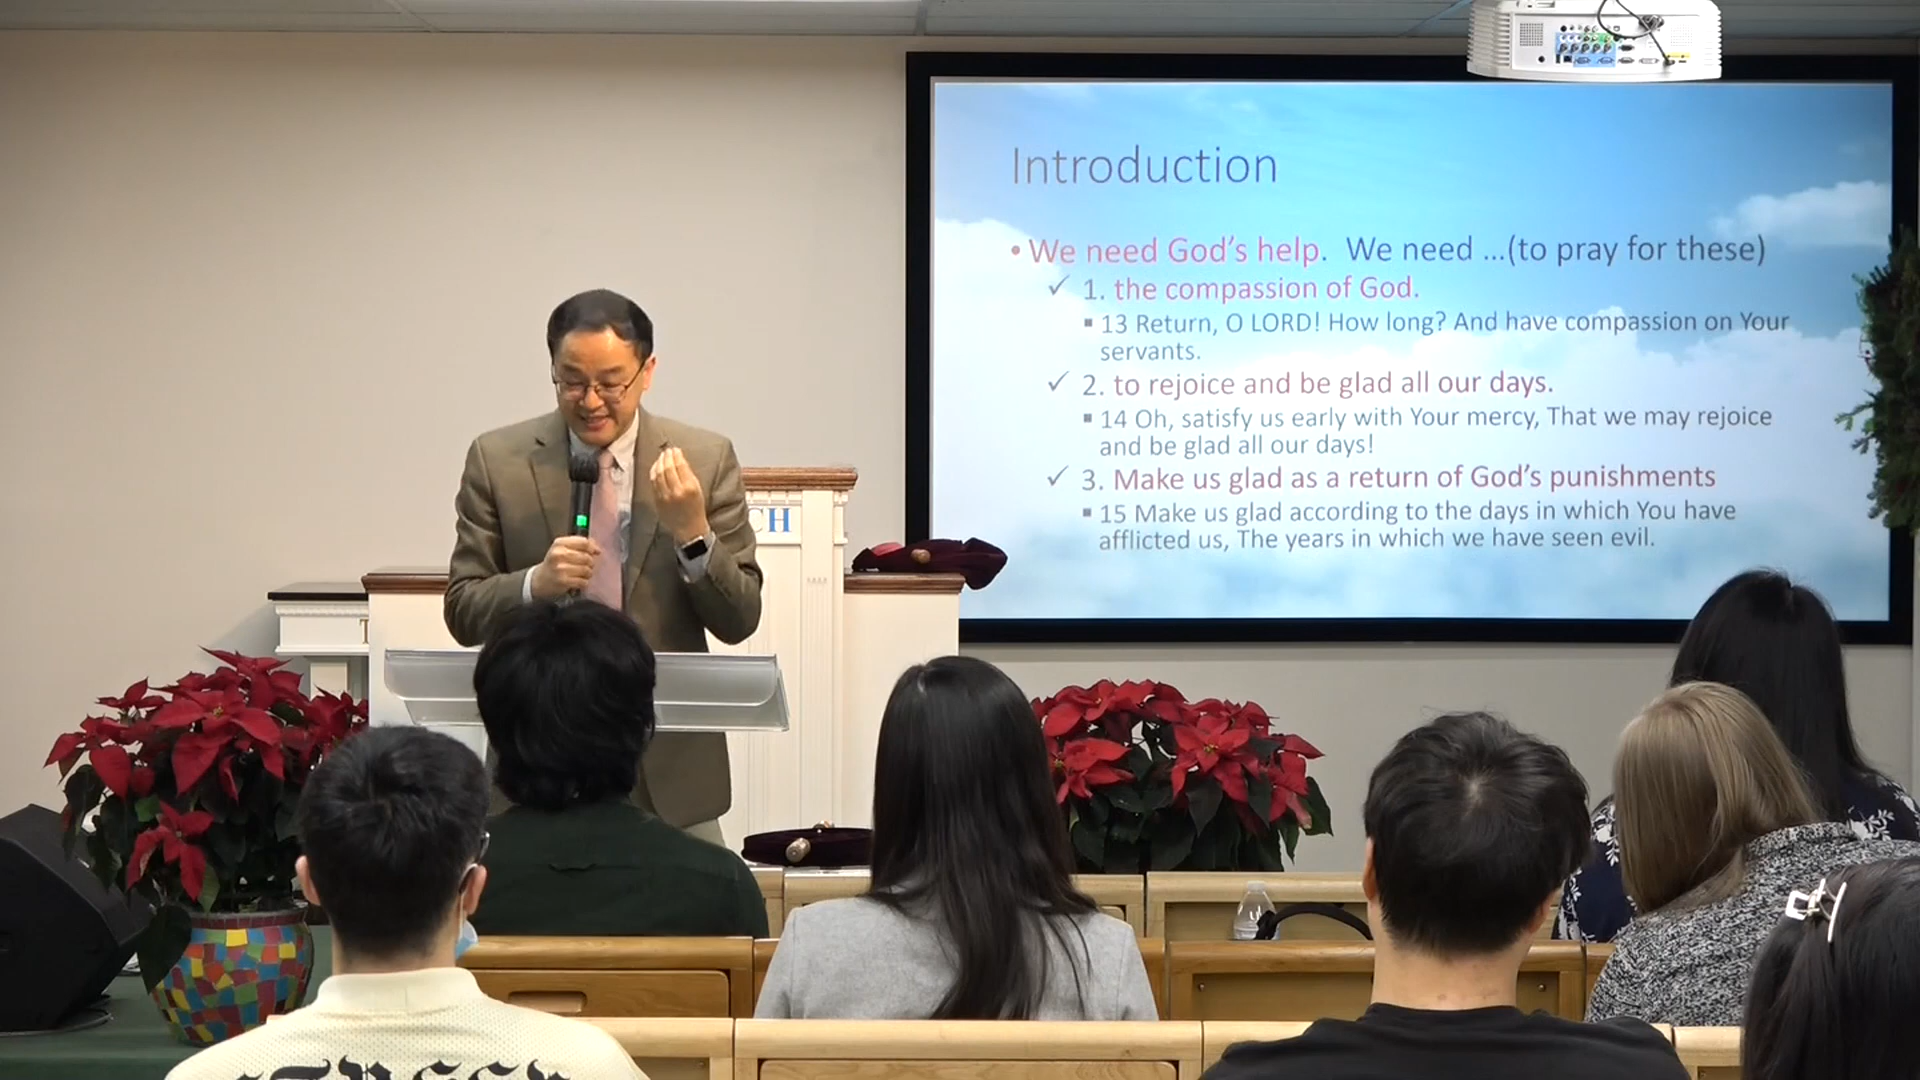 Introduction
• We need God's help.  We need ...(to pray for these)
✓ 1. the compassion of God.
▪ 13 Return, O LORD! How long? And have compassion on Your
servants.
✓ 2. to rejoice and be glad all our days.
▪ 14 Oh, satisfy us early with Your mercy, That we may rejoice
and be glad all our days!
✓ 3. Make us glad as a return of God's punishments
▪ 15 Make us glad according to the days in which You have
afflicted us, The years in which we have seen evil.
CH